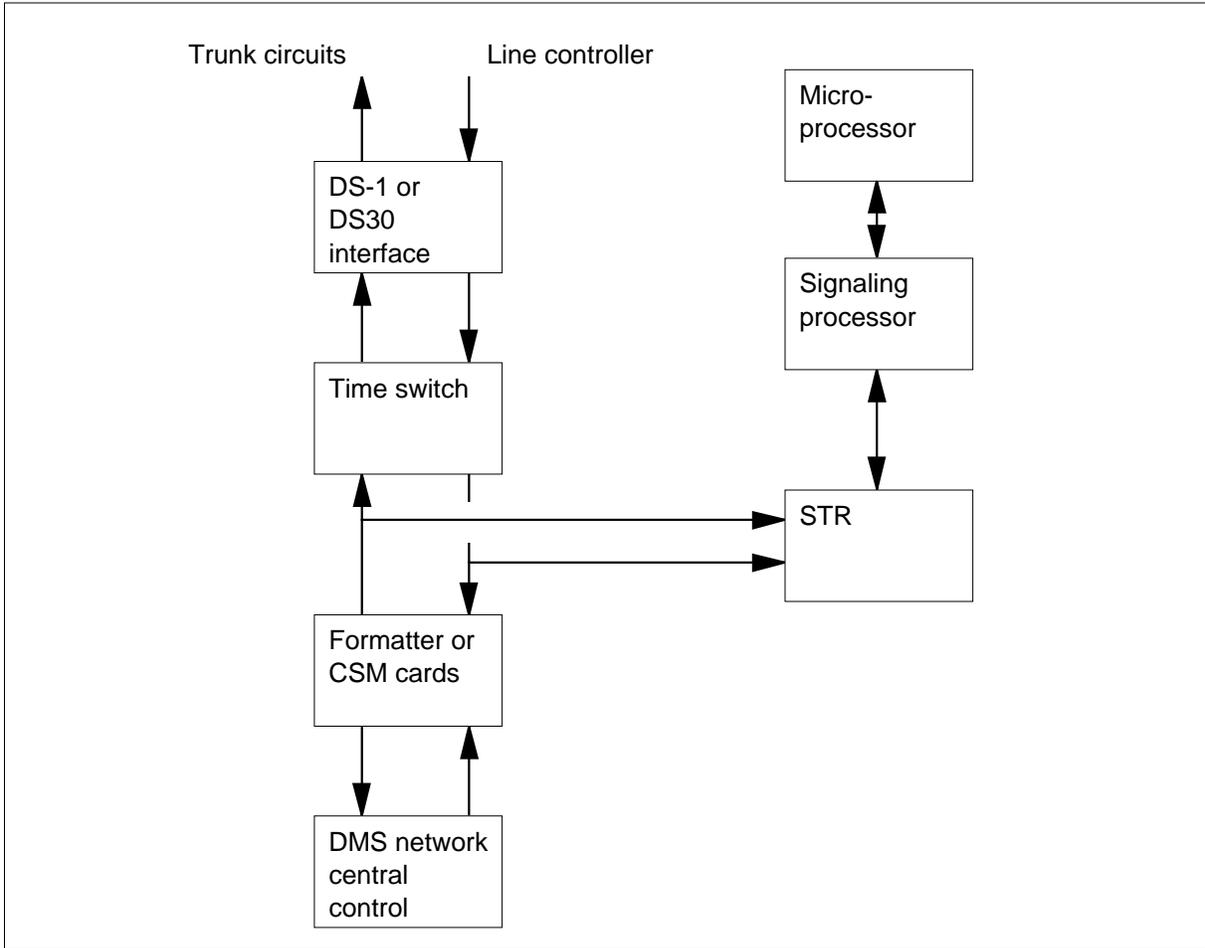 Trunk circuits
Line controller
Micro-
processor
DS-1 or
DS30
interface
Signaling
processor
Time switch
STR
Formatter or
CSM cards
DMS network
central
control